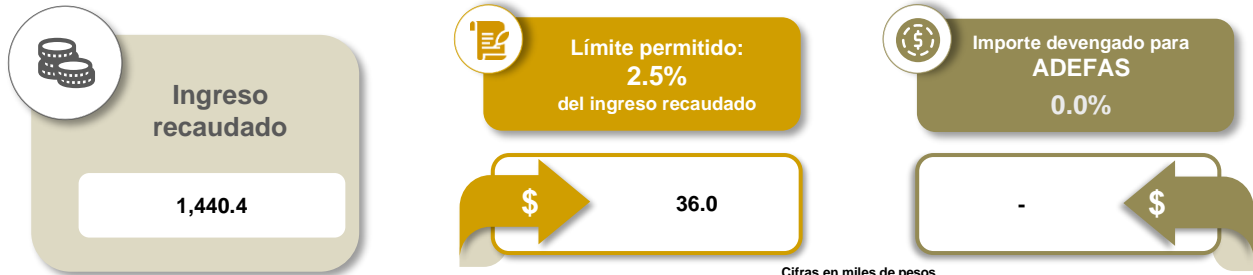 Ingreso
recaudado
1,440.4
Límite permitido:
2.5%
del ingreso recaudado
$ 36.0
Importe devengado para
ADEFAS
0.0%
- $
Cifras en miles de pesos